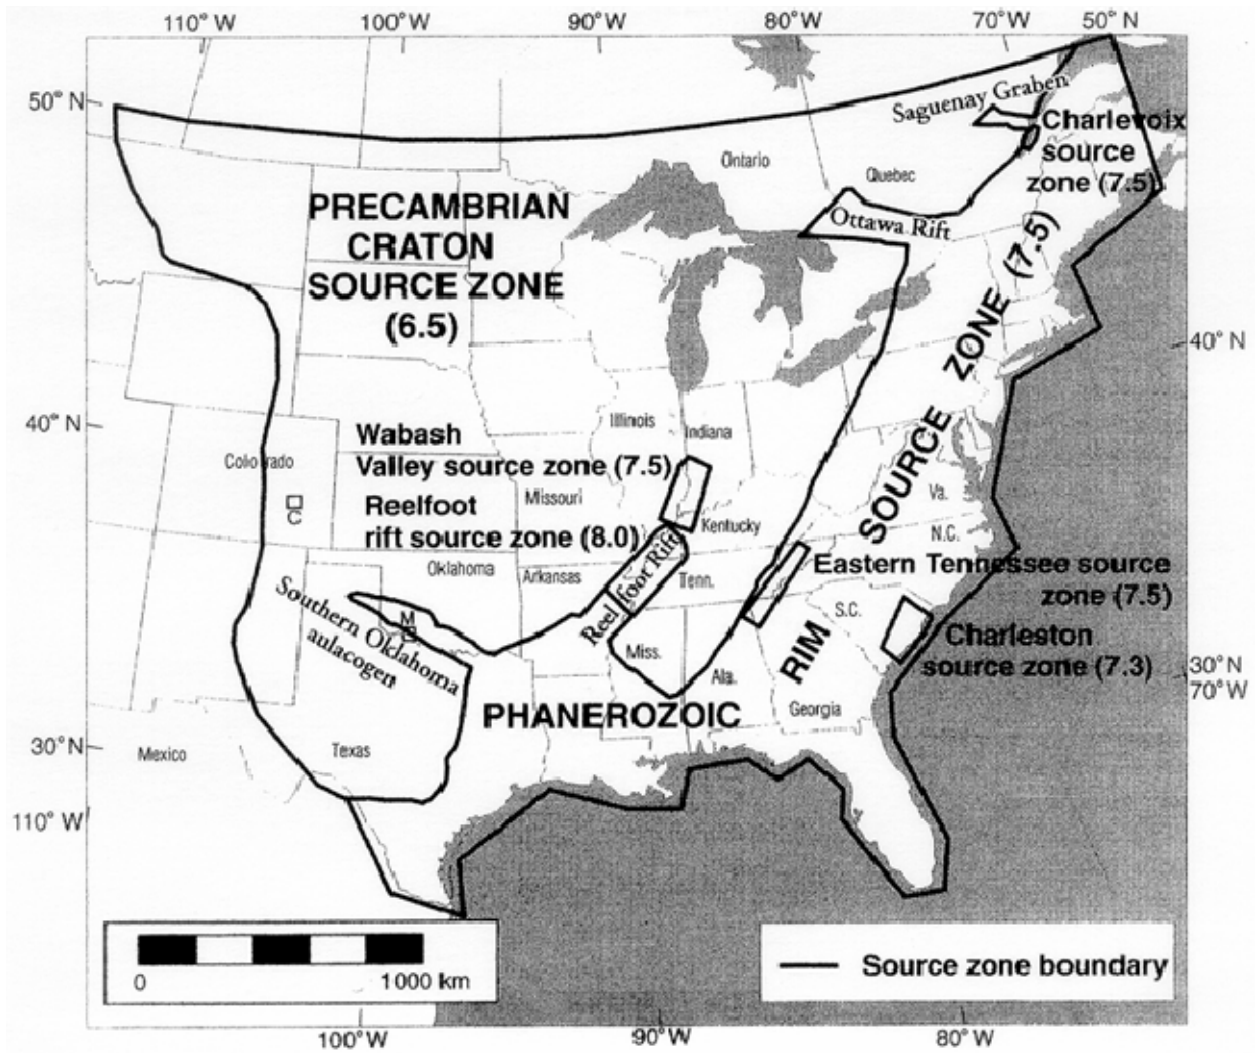 110° W
100° W
90° W
80° W
70° W
50° N
50° N
Saguenay Graben
Charlevoix
source
zone (7.5)
Ontario
Quebec
Ottawa Rift
PRECAMBRIAN
CRATON
SOURCE ZONE
(6.5)
40° N
40° N
Illinois
Indiana
Wabash
Valley source zone (7.5)
Colorado
C
Missouri
Reelfoot
rift source zone (8.0)
Kentucky
Va.
N.C.
Oklahoma
Arkansas
Reelfoot Rift
Tenn.
Eastern Tennessee source
zone (7.5)
Southern Oklahoma
aulacogen
M
S.C.
Charleston
source zone (7.3)
Miss.
Ala.
30° N
70° W
PHANEROZOIC
RIM SOURCE ZONE (7.5)
Georgia
30° N
Mexico
Texas
110° W
0 1000 km
Source zone boundary
100° W
90° W
80° W